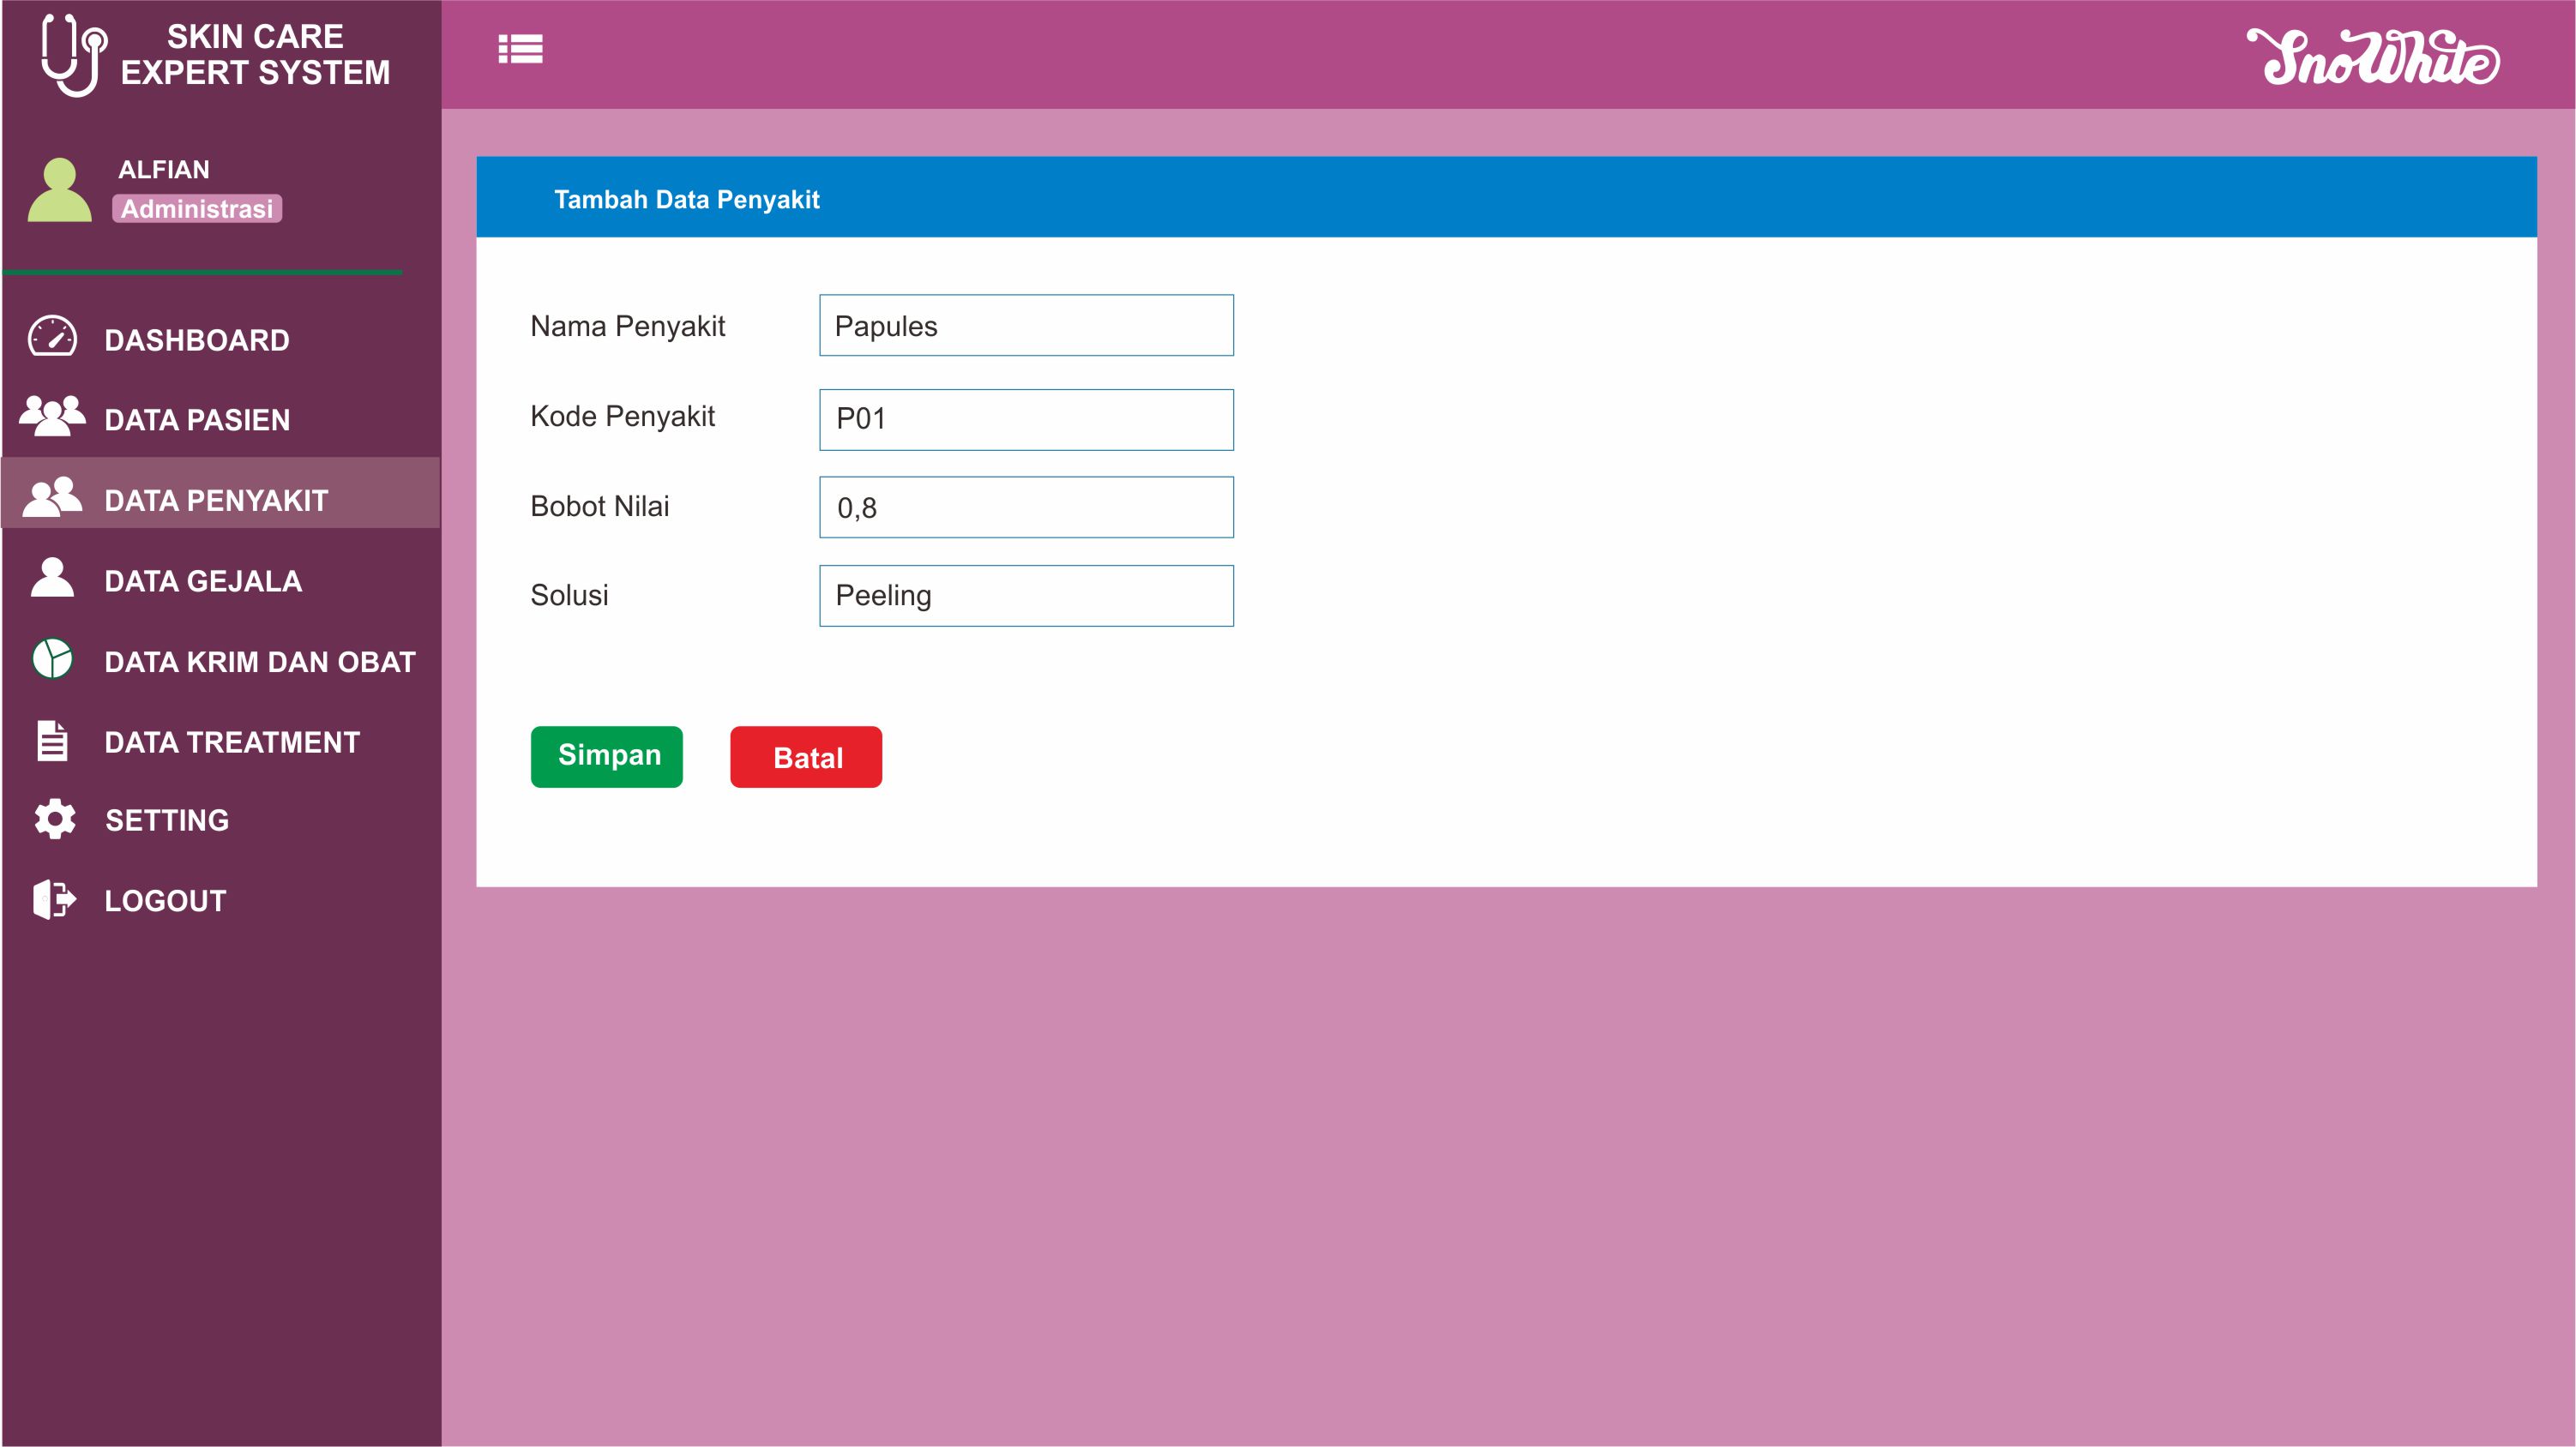 SKIN CARE
EXPERT SYSTEM
SnoWhite
ALFIAN
Administrasi
DASHBOARD
DATA PASIEN
DATA PENYAKIT
DATA GEJALA
DATA KRIM DAN OBAT
DATA TREATMENT
SETTING
LOGOUT
Tambah Data Penyakit
Nama Penyakit Papules
Kode Penyakit P01
Bobot Nilai 0,8
Solusi Peeling
Simpan Batal